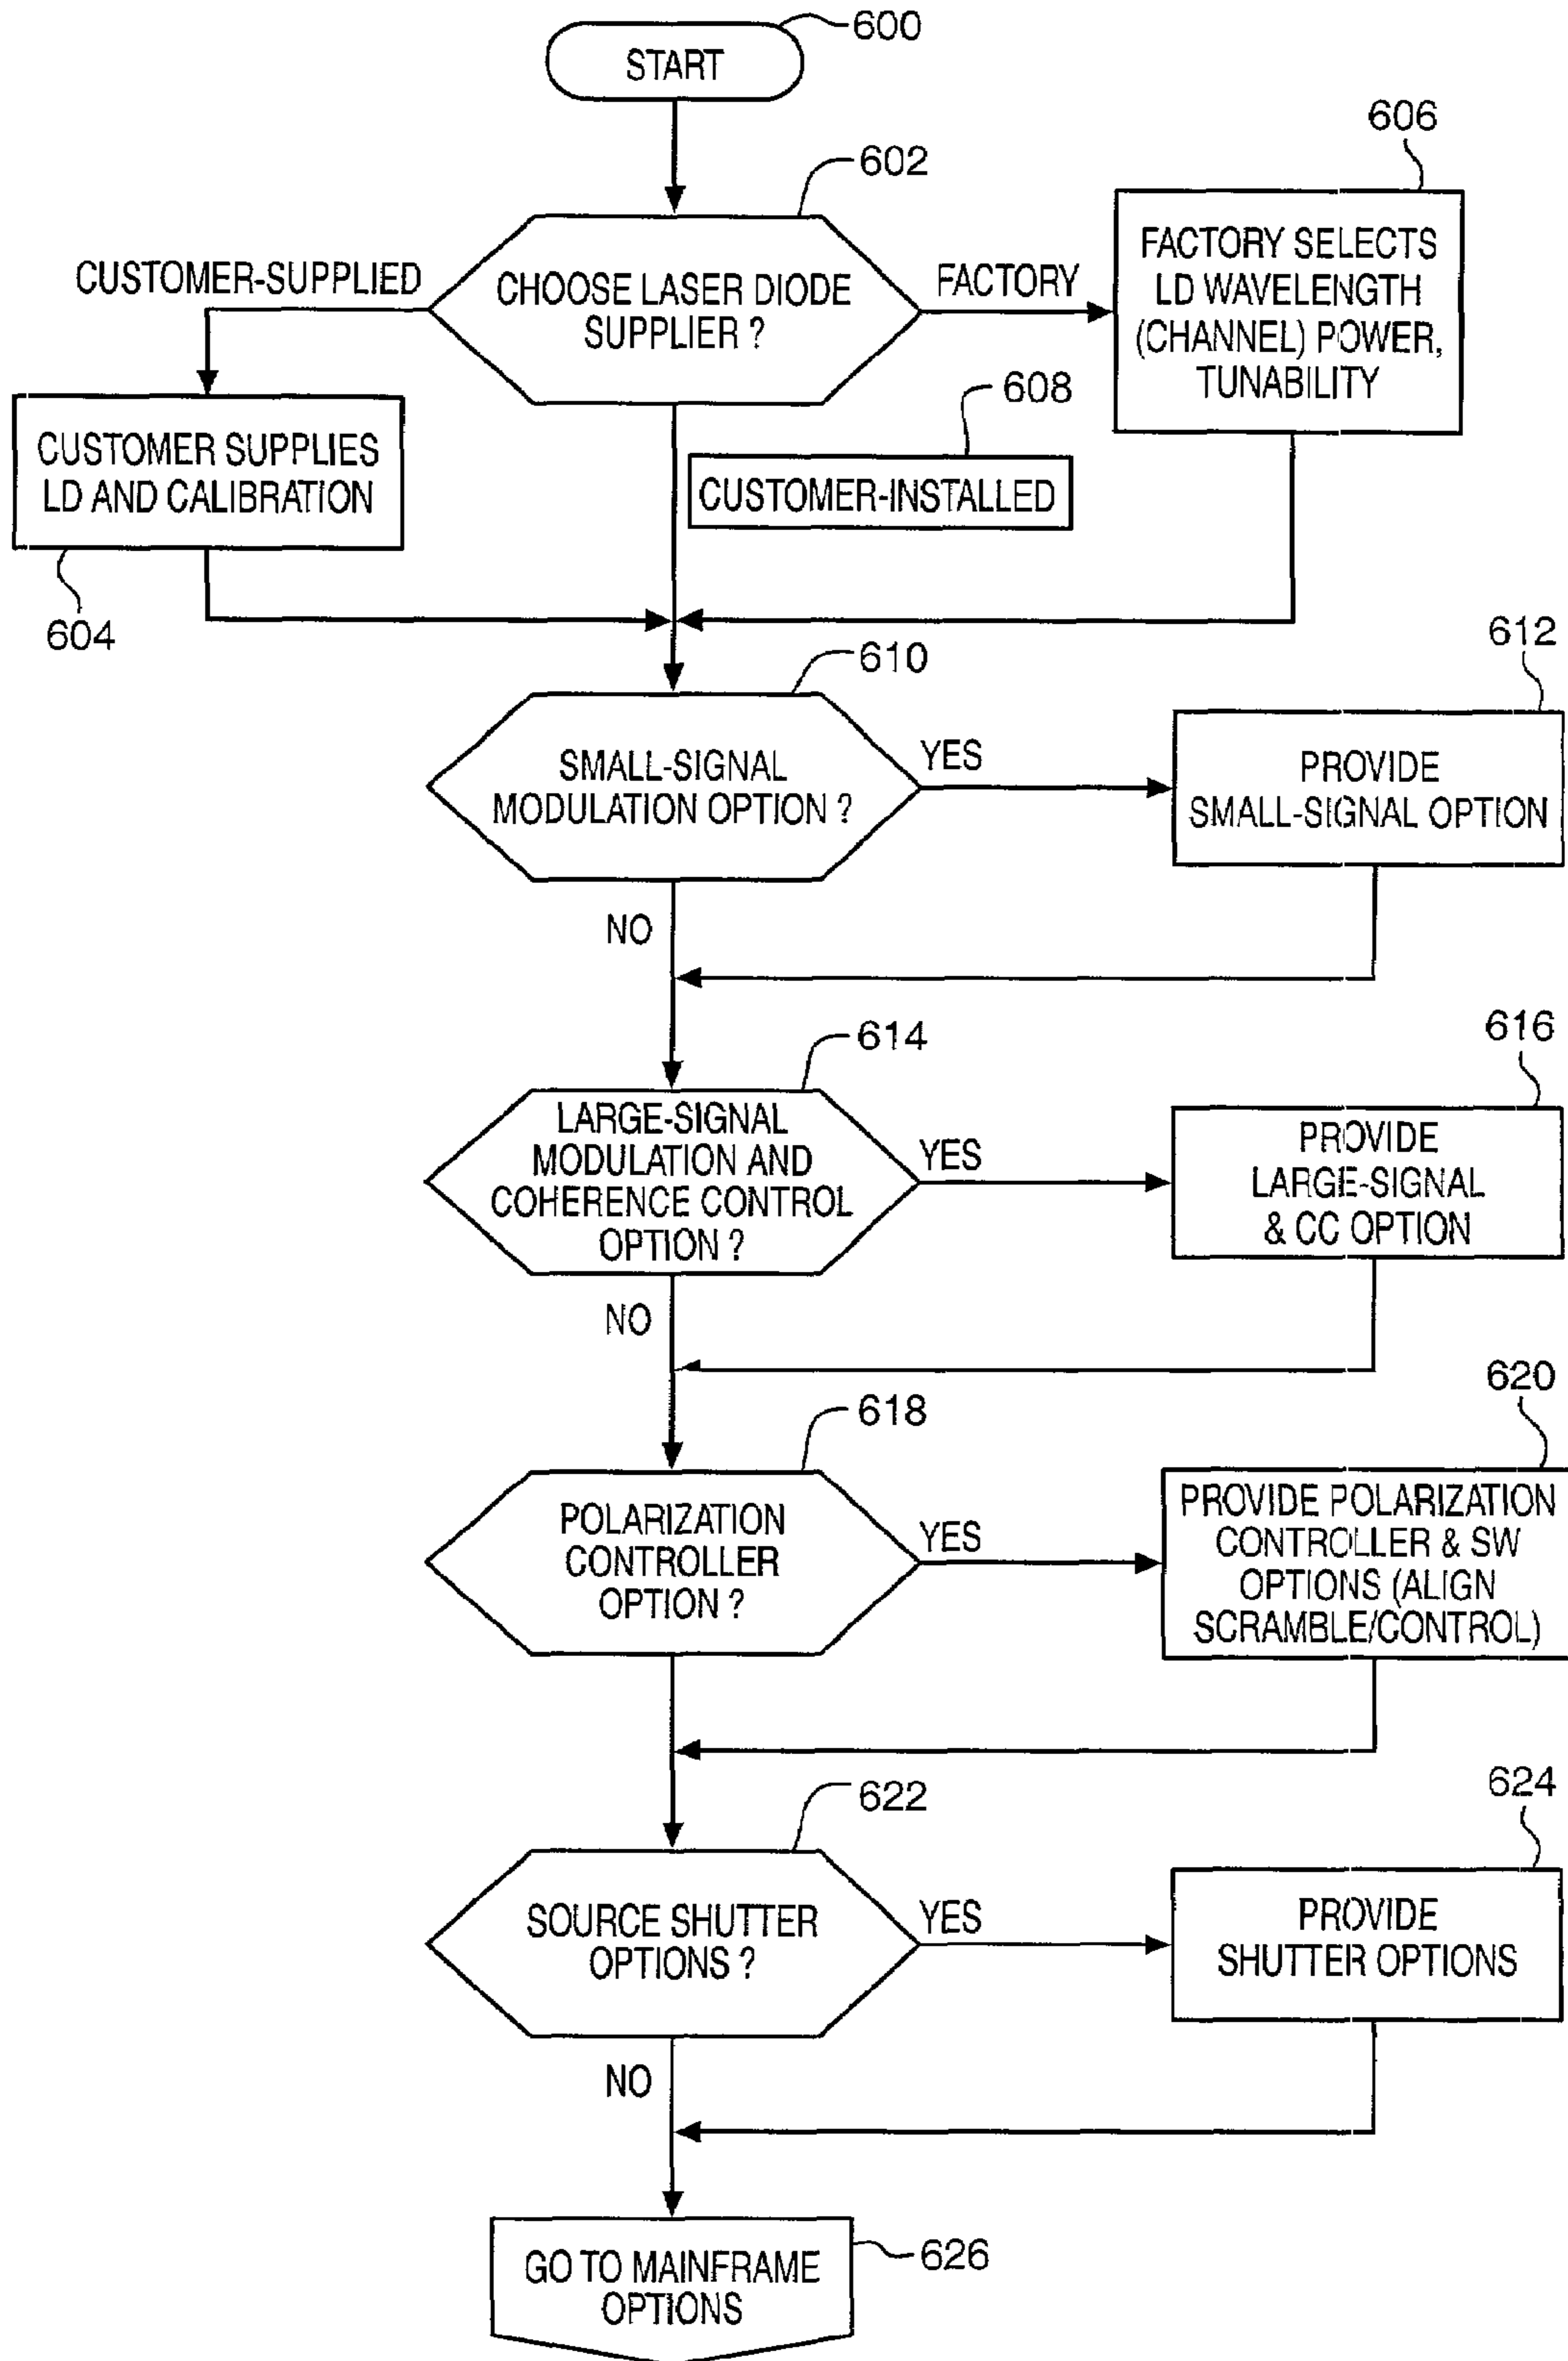 600
START
602
606
CUSTOMER-SUPPLIED
CHOOSE LASER DIODE
SUPPLIER ?
FACTORY
FACTORY SELECTS
LD WAVELENGTH
(CHANNEL) POWER,
TUNABILITY
608
CUSTOMER SUPPLIES
LD AND CALIBRATION
CUSTOMER-INSTALLED
604
610
612
SMALL-SIGNAL
MODULATION OPTION ?
YES
PROVIDE
SMALL-SIGNAL OPTION
NO
614
616
LARGE-SIGNAL
MODULATION AND
COHERENCE CONTROL
OPTION ?
YES
PROVIDE
LARGE-SIGNAL
& CC OPTION
NO
618
620
POLARIZATION
CONTROLLER
OPTION ?
YES
PROVIDE POLARIZATION
CONTROLLER & SW
OPTIONS (ALIGN
SCRAMBLE/CONTROL)
622
624
SOURCE SHUTTER
OPTIONS ?
YES
PROVIDE
SHUTTER OPTIONS
NO
GO TO MAINFRAME
OPTIONS
626